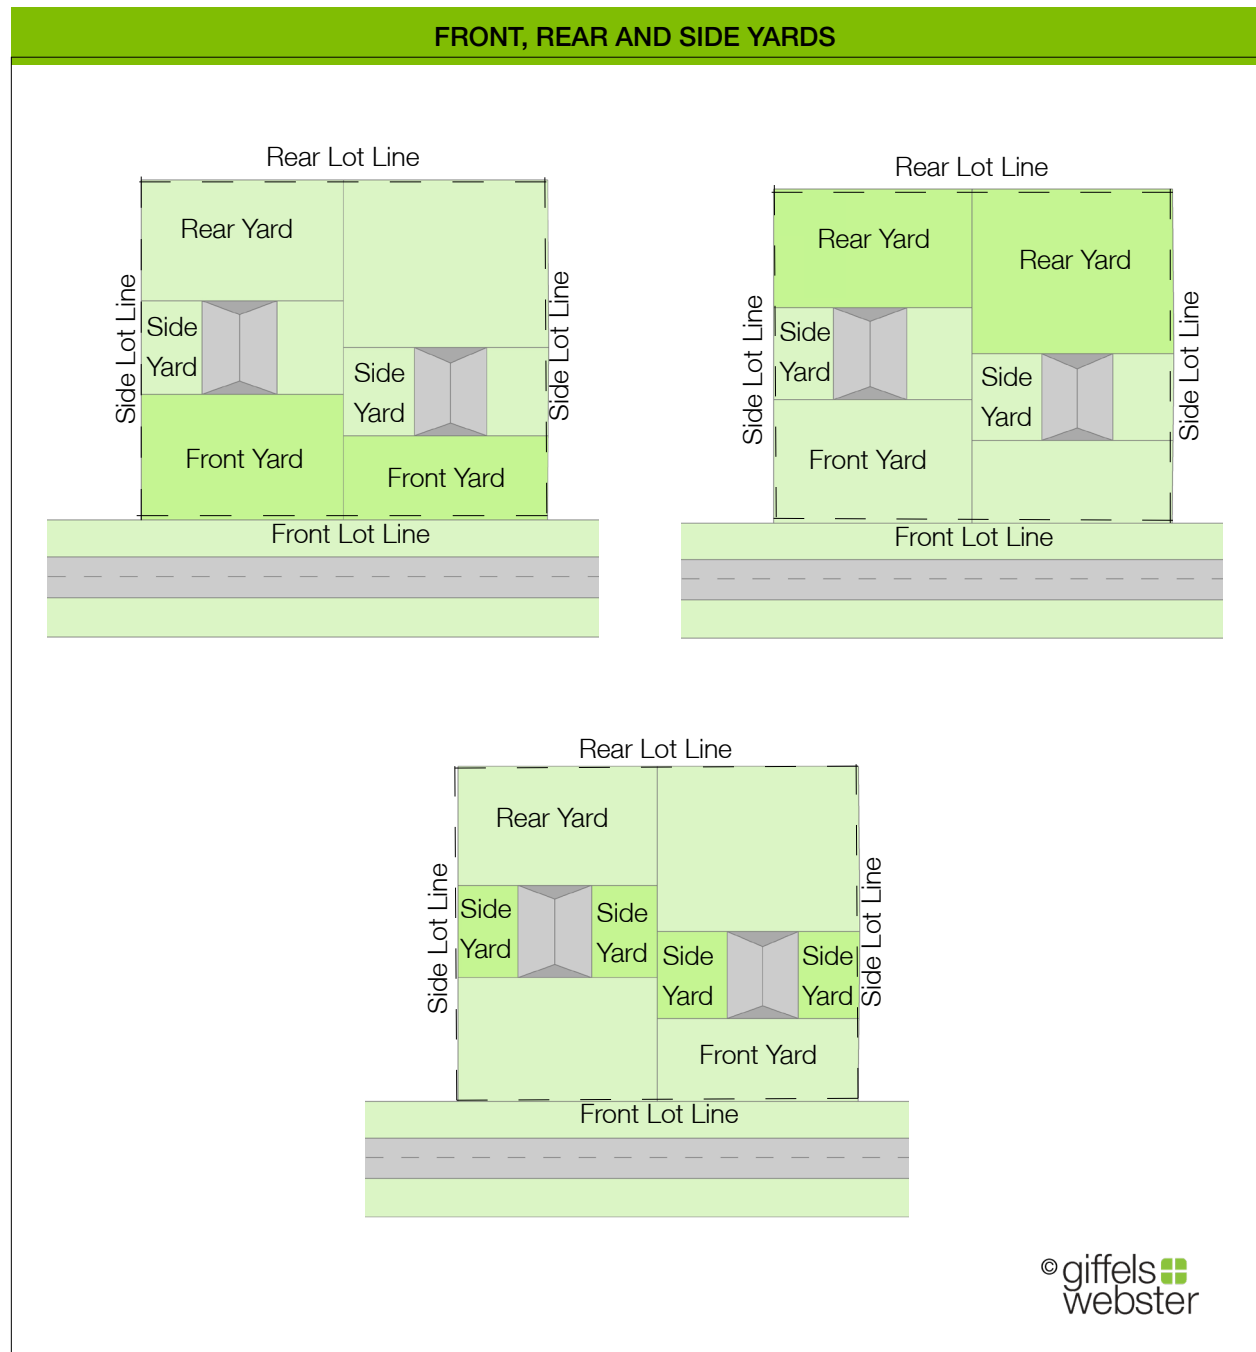 FRONT, REAR AND SIDE YARDS
Rear Lot Line
Rear Yard
Side Lot Line
Side
Yard
Side
Yard
Side Lot Line
Front Yard
Front Yard
Front Lot Line
Rear Lot Line
Rear Yard
Rear Yard
Side Lot Line
Side
Yard
Side
Yard
Side Lot Line
Front Yard
Front Lot Line
Rear Lot Line
Rear Yard
Side Lot Line
Side
Yard
Side
Yard
Side
Yard
Side
Yard
Side Lot Line
Front Yard
Front Lot Line
© giffels
webster